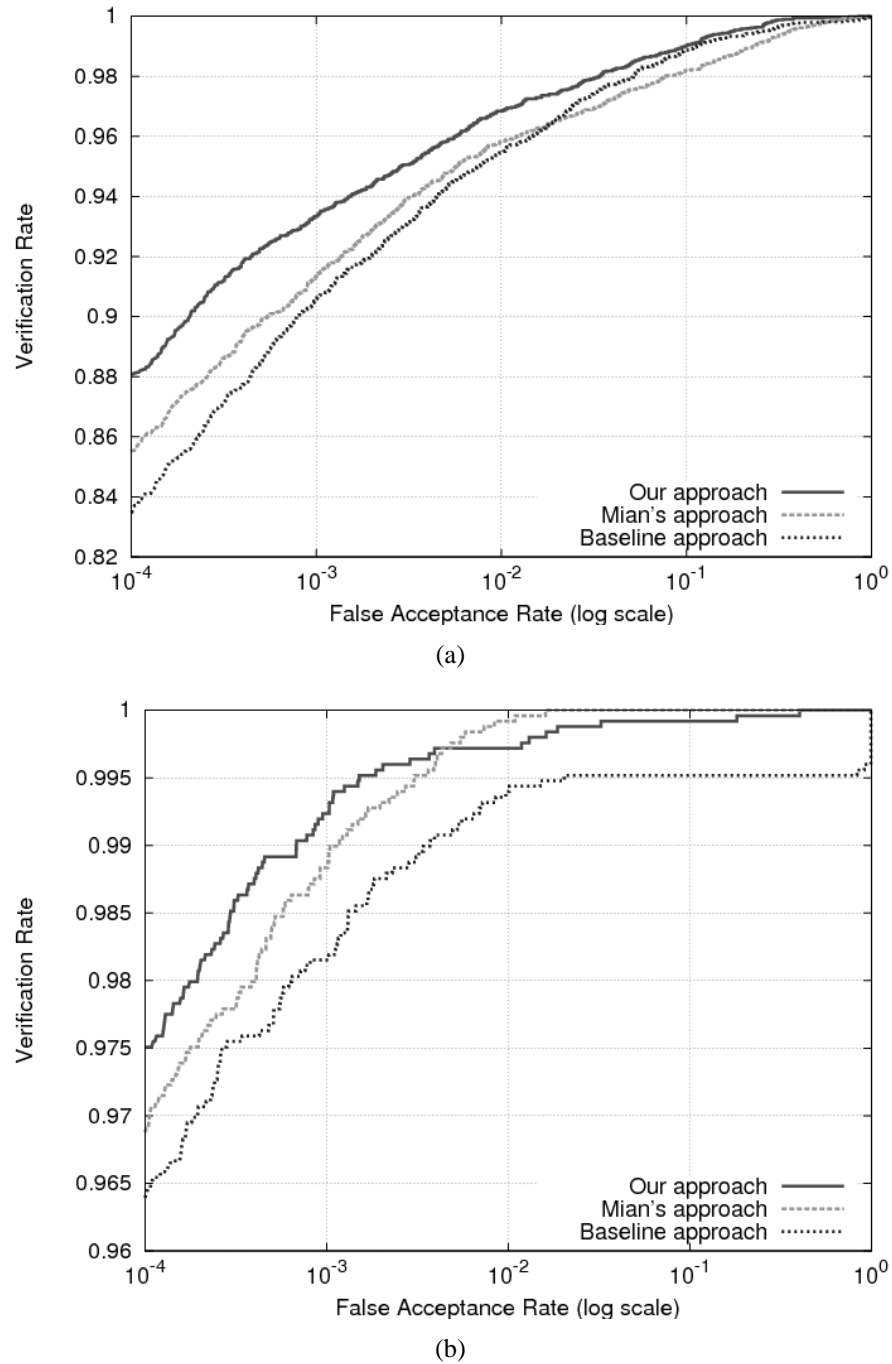 1
0.98
0.96
0.94
0.92
0.9
0.88
0.86
0.84
0.82
Verification Rate
Our approach
Mian's approach
Baseline approach
10^-4 10^-3 10^-2 10^-1 10^0
False Acceptance Rate (log scale)
(a)
1
0.995
0.99
0.985
0.98
0.975
0.97
0.965
0.96
Verification Rate
Our approach
Mian's approach
Baseline approach
10^-4 10^-3 10^-2 10^-1 10^0
False Acceptance Rate (log scale)
(b)